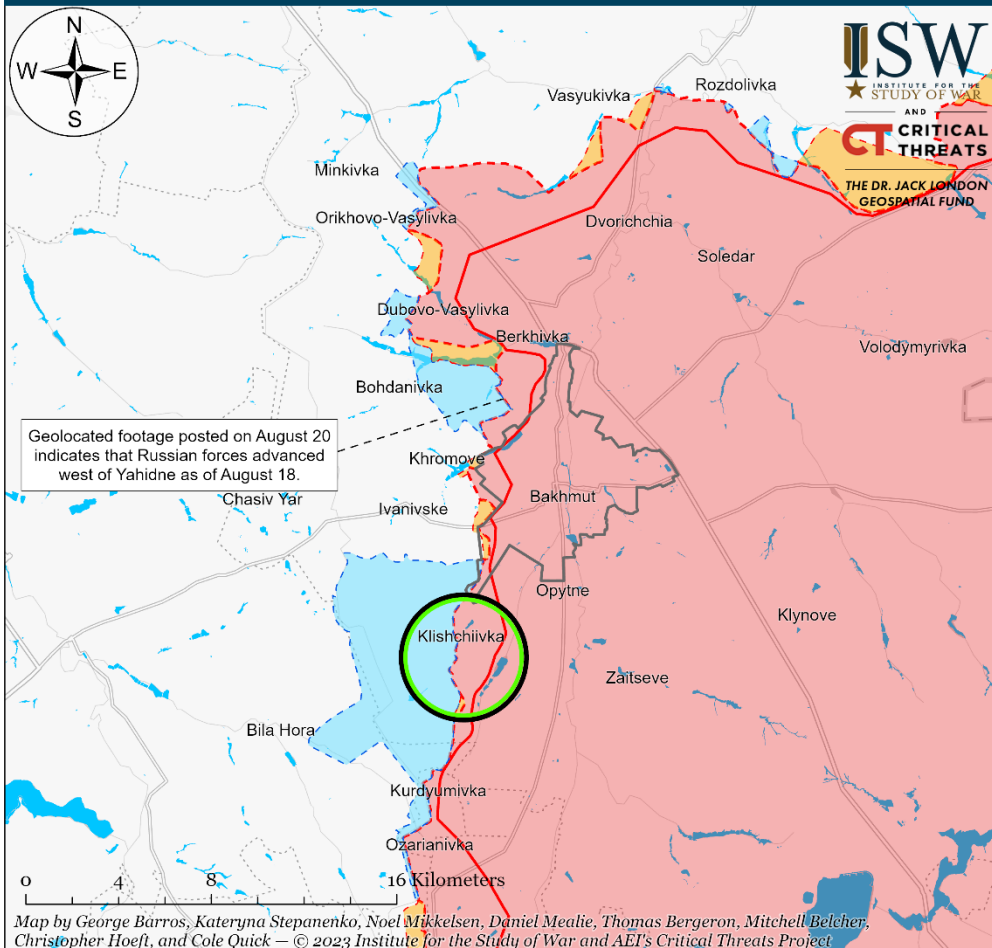 N
W E
S
ISW
INSTITUTE FOR THE
STUDY OF WAR
AND
CT CRITICAL
THREATS
THE DR. JACK LONDON
GEOSPATIAL FUND
Vasyukivka
Rozdolivka
Minkivka
Orikhovo-Vasylivka
Dvorichchia
Soledar
Dubovo-Vasylivka
Berkhivka
Volodymyrivka
Bohdanivka
Geolocated footage posted on August 20
indicates that Russian forces advanced
west of Yahidne as of August 18.
Khromove
Chasiv Yar
Ivanivske
Bakhmut
Opytne
Klynove
Klishchiivka
Zaitseve
Bila Hora
Kurdyumivka
Ozarianivka
0 4 8 16 Kilometers
Map by George Barros, Kateryna Stepanenko, Noel Mikkelsen, Daniel Mealie, Thomas Bergeron, Mitchell Belcher,
Christopher Hoeft, and Cole Quick — © 2023 Institute for the Study of War and AEI's Critical Threats Project